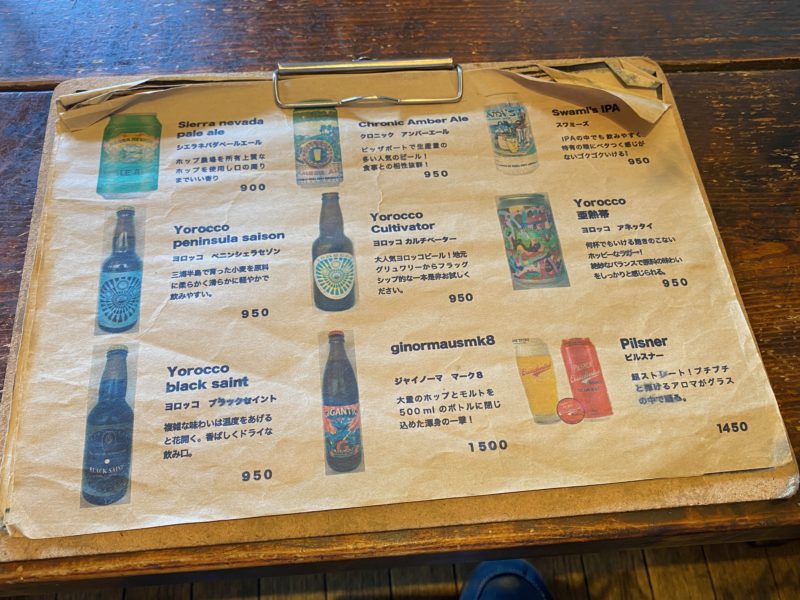 Sierra nevada
pale ale
シエラネバダペールエール
ホップ農場を所有上質な
ホップを使用し口の周り
までいい香り
900
Chronic Amber Ale
クロニック アンバーエール
ピッザポートで生産量の
多い人気のビール！
食事との相性抜群！
950
Swami's IPA
スワミーズ
IPAの中でも飲みやすく
特有の喉にベタつく感じが
ないゴクゴクいける！
950
Yorocco
peninsula saison
ヨロッコ ペニンシェラセゾン
三浦半島で育った小麦を原料
に柔らかく滑らかに軽やかで
飲みやすい。
950
Yorocco
Cultivator
ヨロッコ カルチベーター
大人気ヨロッコビール！地元
ブリュワリーからフラッグ
シップ的な一本是非お試しく
ださい。
950
Yorocco
亜熱帯
ヨロッコ アネッタイ
何杯でもいける飽きのこない
ホッピーなラガー！
絶妙なバランスで原料の味わい
をしっかりと感じられる。
950
Yorocco
black saint
ヨロッコ ブラックセイント
複雑な味わいは温度をあげる
と花開く。香ばしくドライな
飲み口。
950
BLACK SAINT
ginormausmk8
ジャイノーマ マーク8
大量のホップとモルトを
500mlのボトルに閉じ
込めた渾身の一撃！
1500
GIGANTIC
Pilsner
ピルスナー
超ストレート！プチプチ
と弾けるアロマがグラス
の中で踊る。
1450